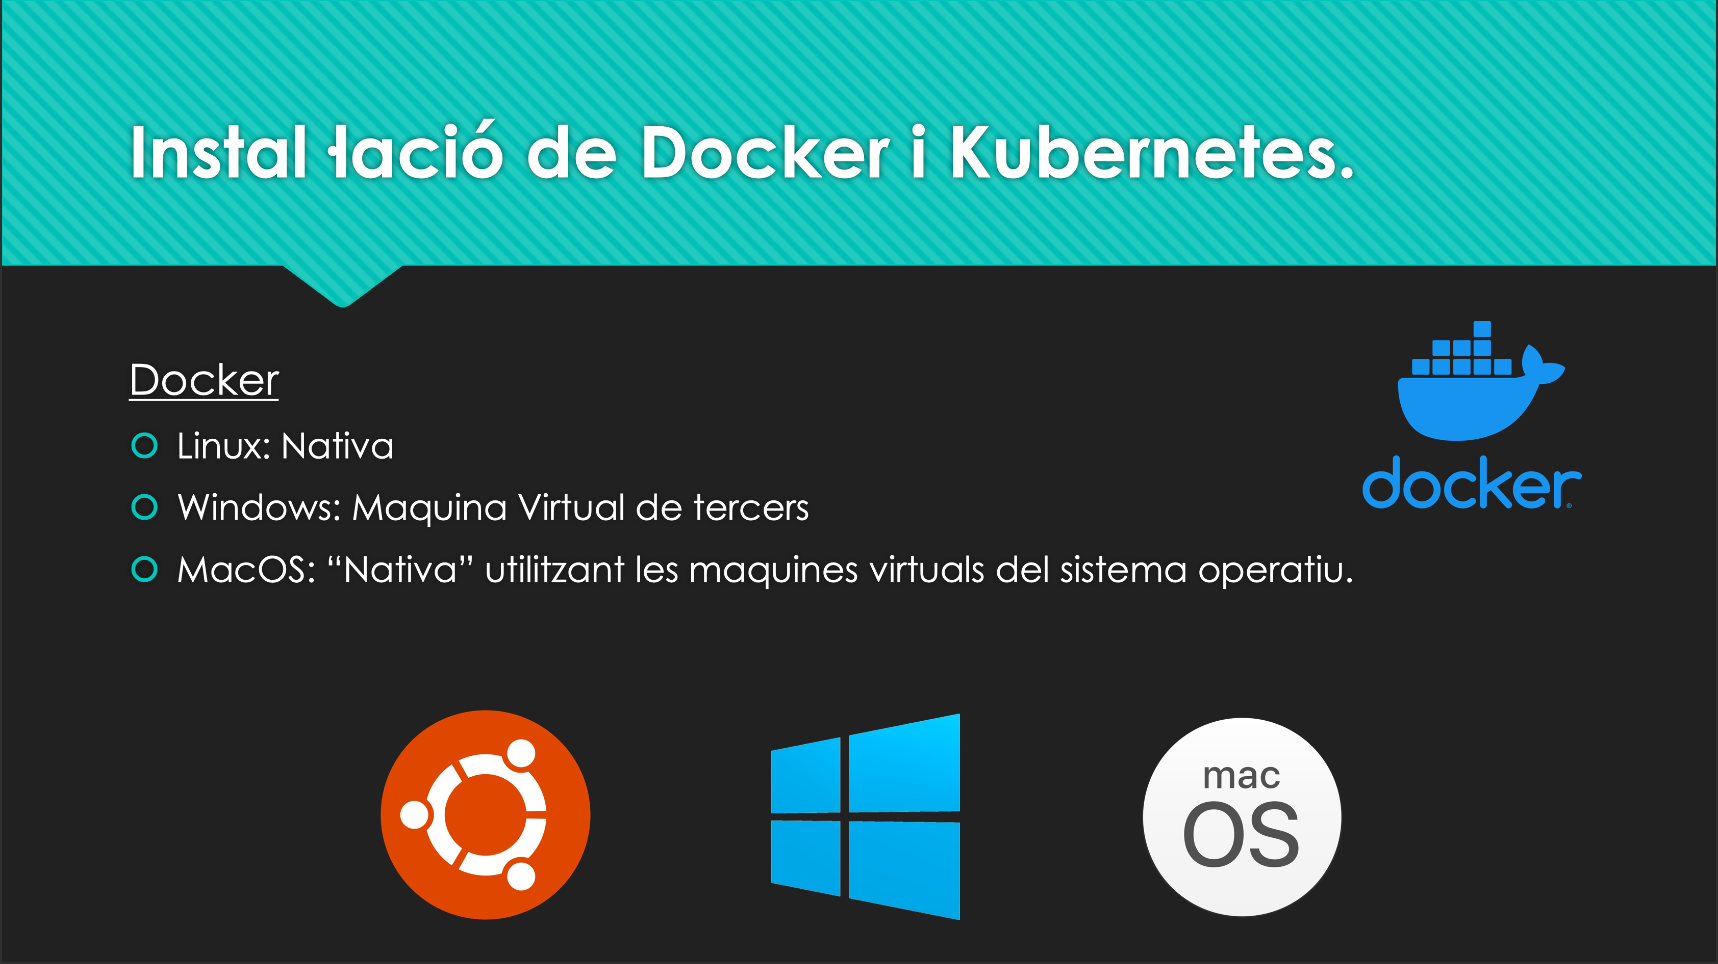 Instal·lació de Docker i Kubernetes.
Docker
Linux: Nativa
Windows: Maquina Virtual de tercers
MacOS: “Nativa” utilitzant les maquines virtuals del sistema operatiu.
docker
mac
OS